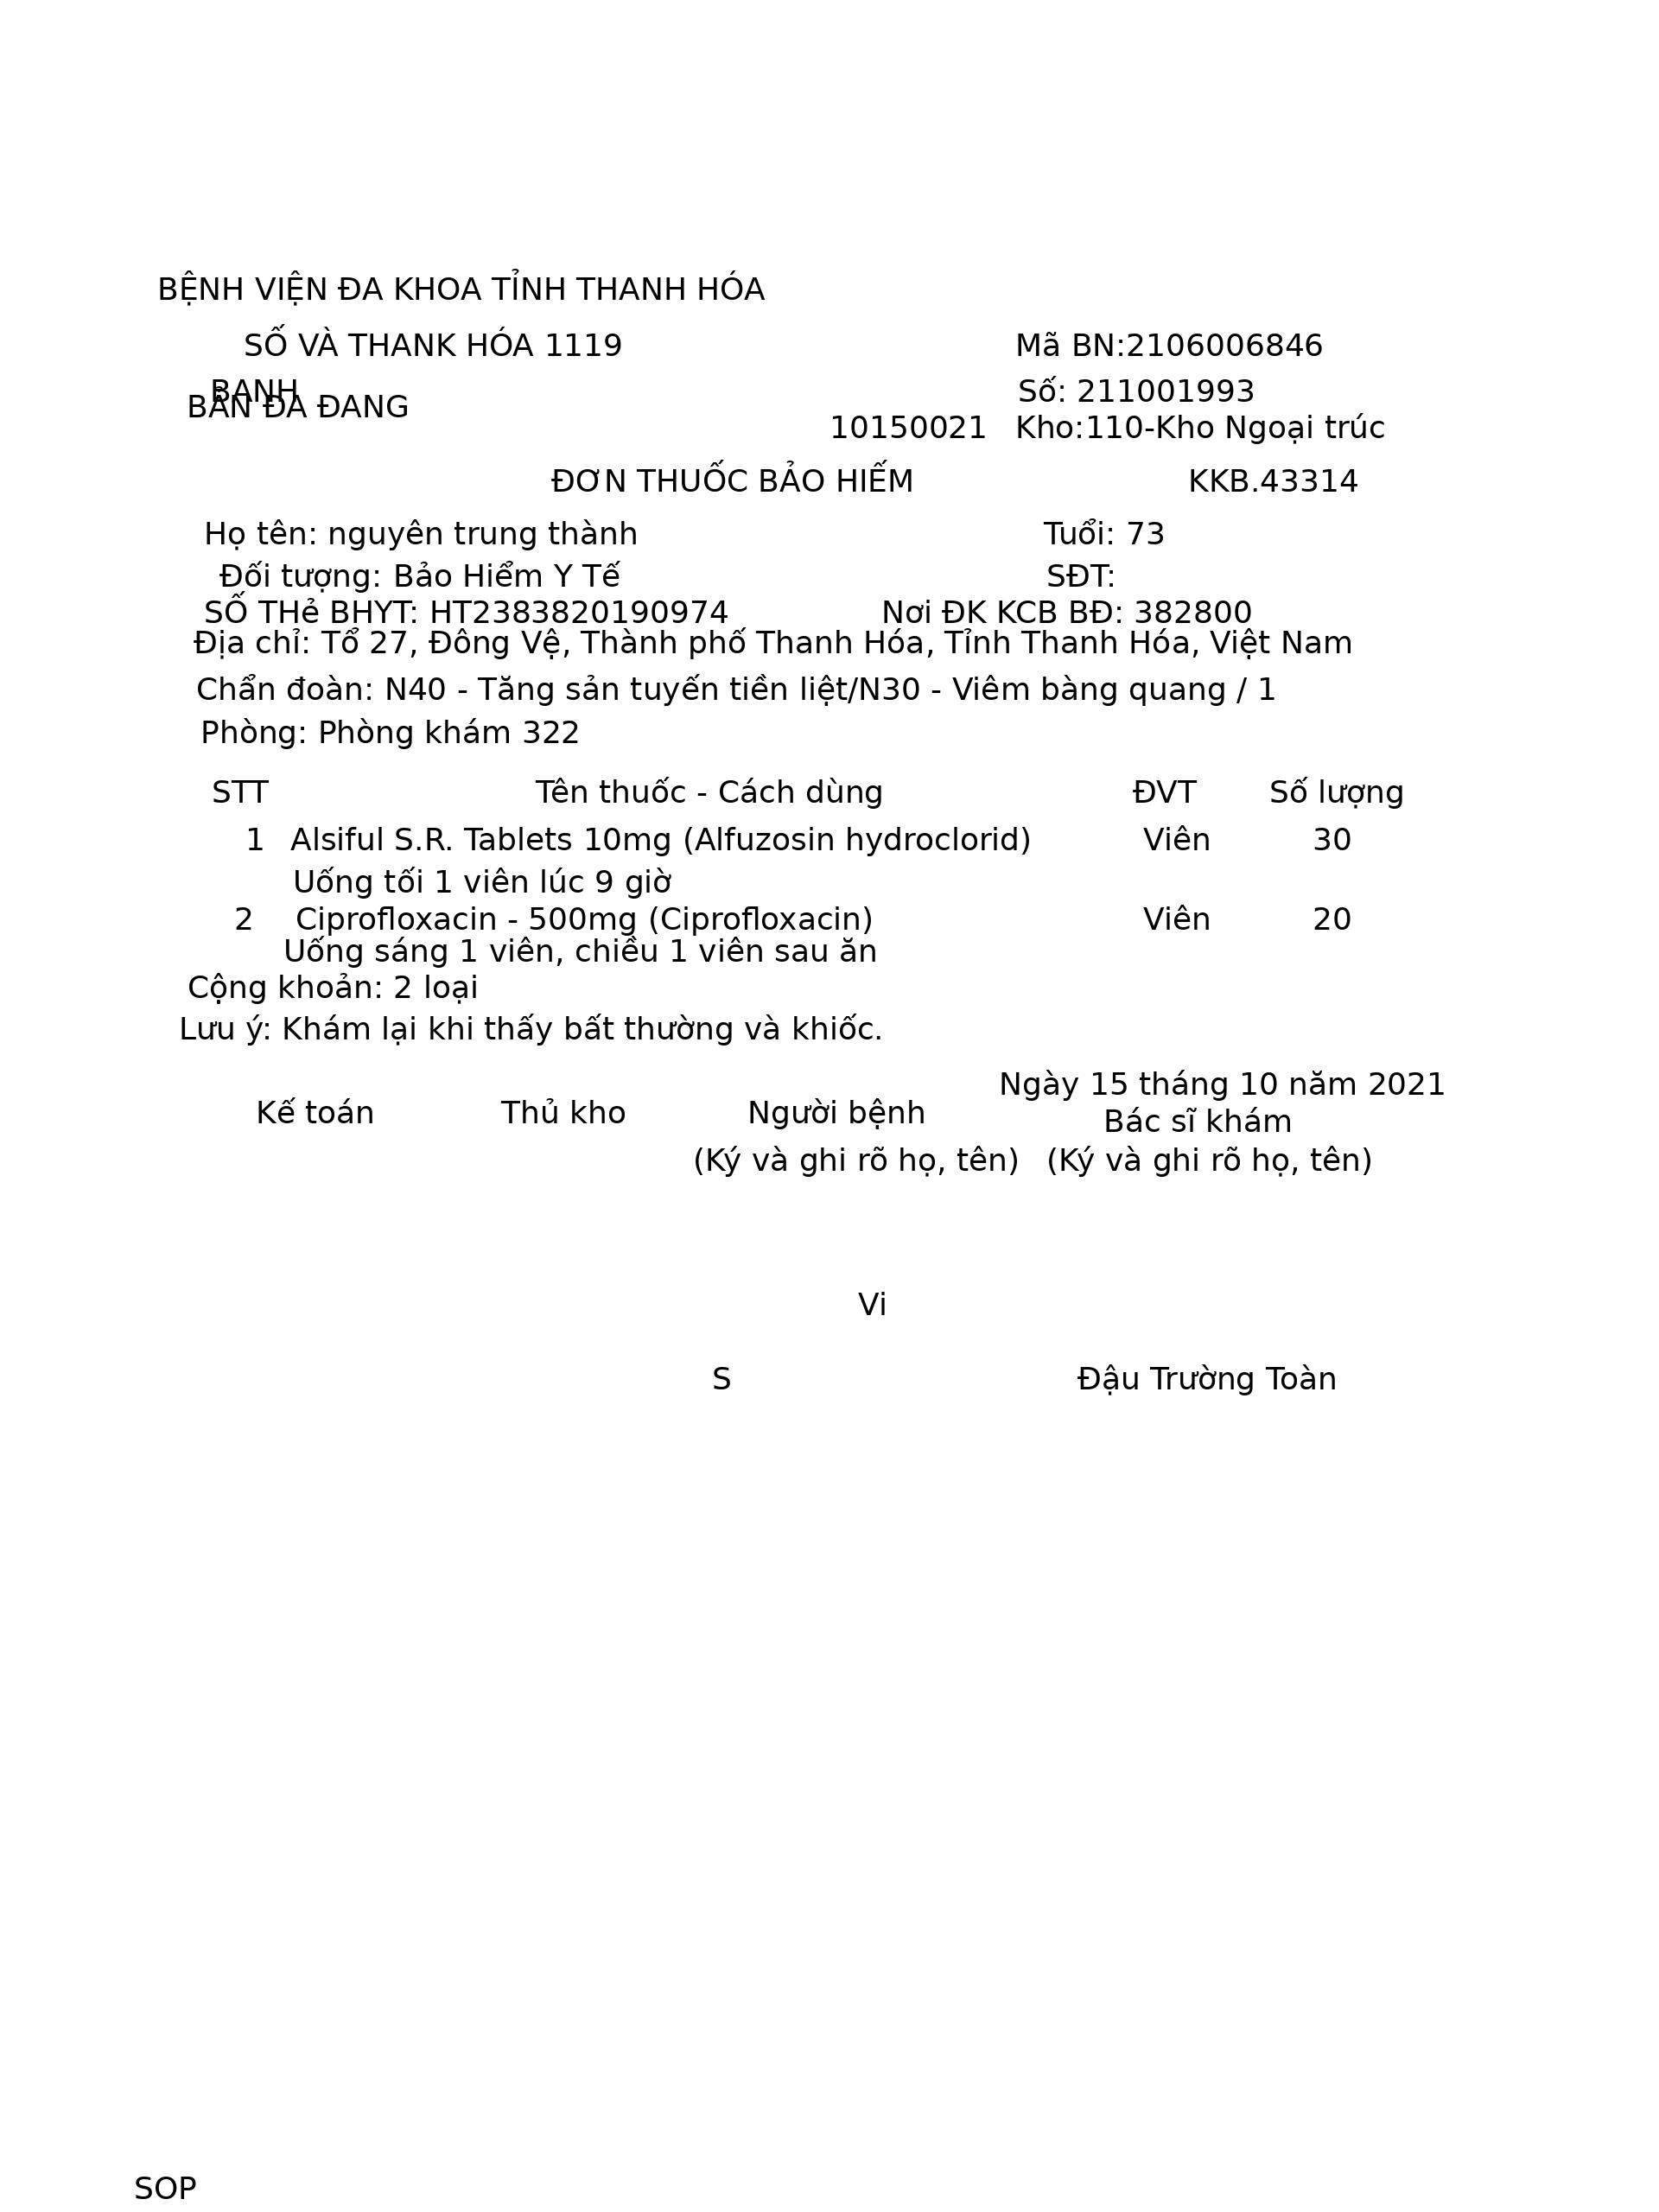 BỆNH VIỆN ĐA KHOA TỈNH THANH HÓA
SỐ VÀ THANK HÓA 1119 Mã BN:2106006846
BANH Số: 211001993
BẢN ĐA ĐANG
10150021 Kho:110-Kho Ngoại trúc
ĐƠN THUỐC BẢO HIẾM KKB.43314
Họ tên: nguyên trung thành Tuổi: 73
Đối tượng: Bảo Hiểm Y Tế SĐT:
SỐ THẻ BHYT: HT2383820190974 Nơi ĐK KCB BĐ: 382800
Địa chỉ: Tổ 27, Đông Vệ, Thành phố Thanh Hóa, Tỉnh Thanh Hóa, Việt Nam
Chẩn đoàn: N40 - Tăng sản tuyến tiền liệt/N30 - Viêm bàng quang / 1
Phòng: Phòng khám 322
STT Tên thuốc - Cách dùng ĐVT Số lượng
1 Alsiful S.R. Tablets 10mg (Alfuzosin hydroclorid) Viên 30
Uống tối 1 viên lúc 9 giờ
2 Ciprofloxacin - 500mg (Ciprofloxacin) Viên 20
Uống sáng 1 viên, chiều 1 viên sau ăn
Cộng khoản: 2 loại
Lưu ý: Khám lại khi thấy bất thường và khiốc.
Ngày 15 tháng 10 năm 2021
Kế toán Thủ kho Người bệnh Bác sĩ khám
(Ký và ghi rõ họ, tên) (Ký và ghi rõ họ, tên)
Vi
S Đậu Trường Toàn
SOP